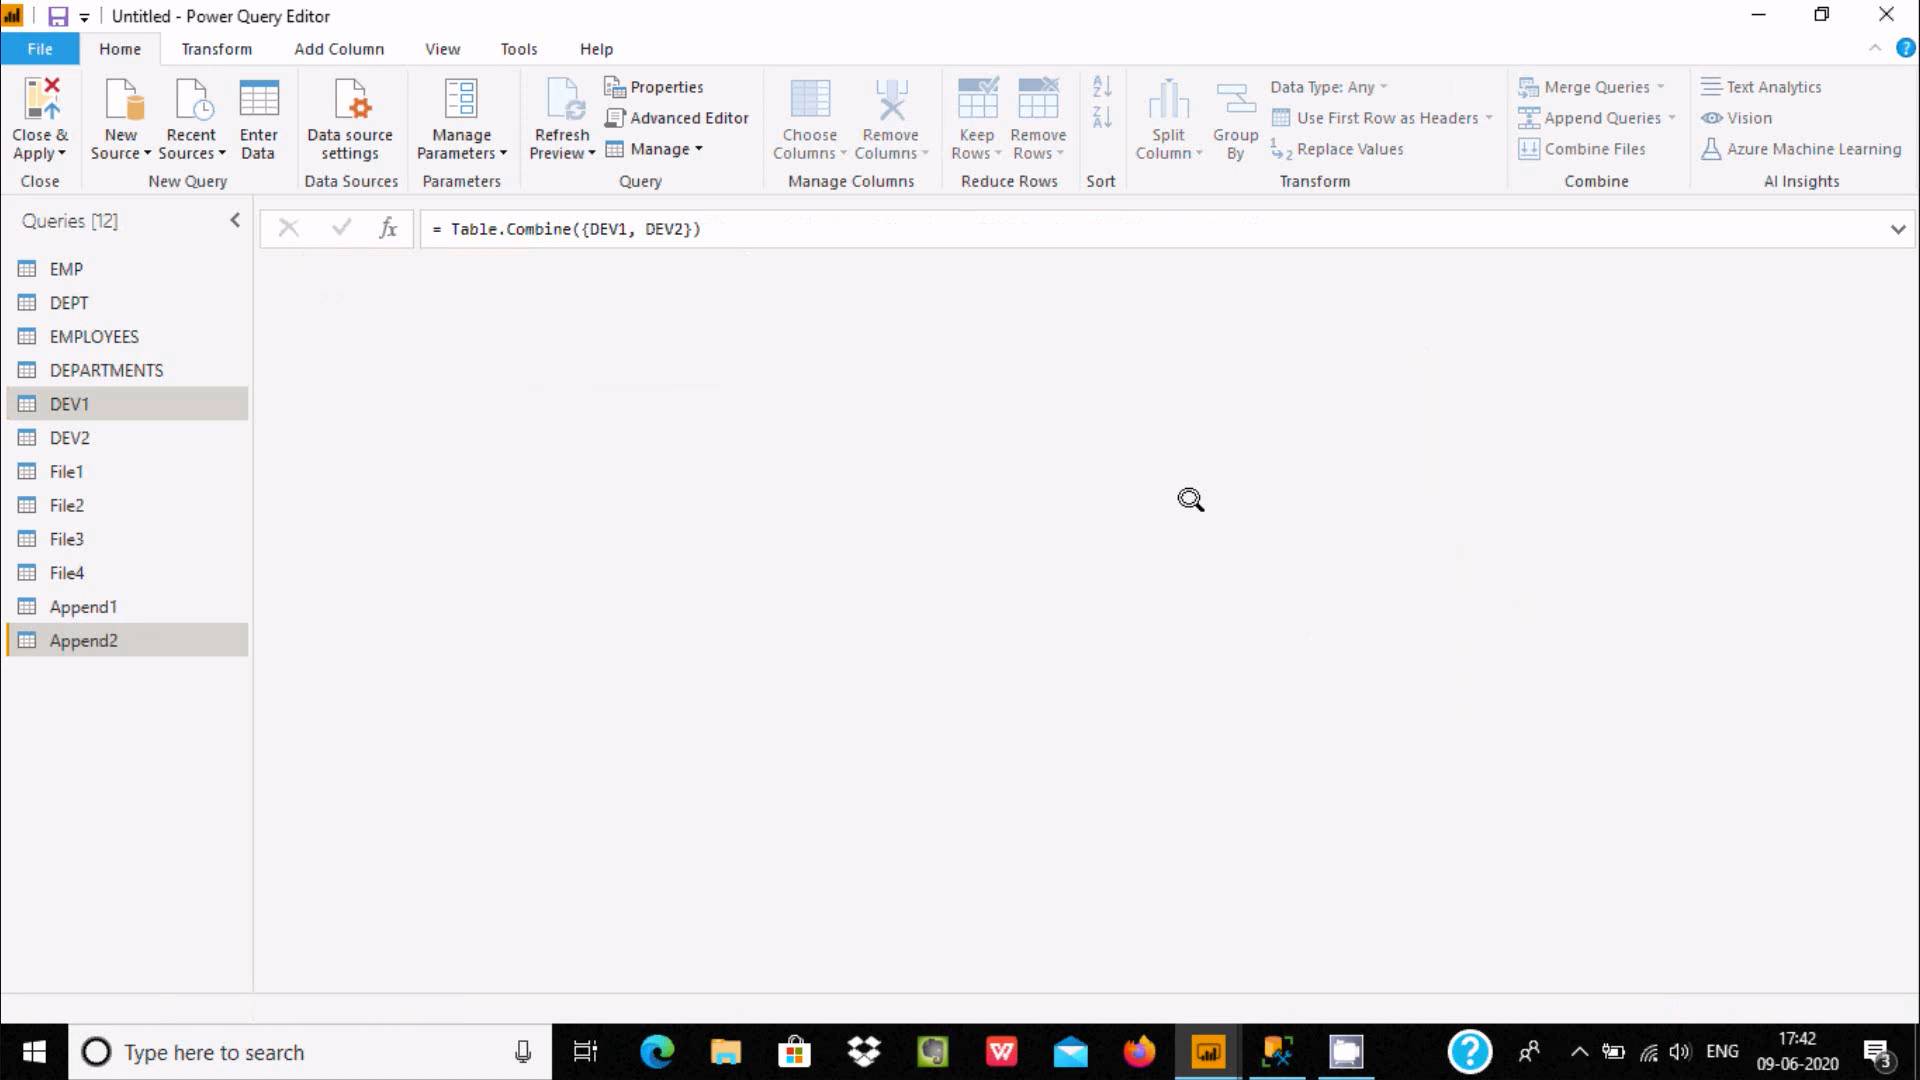 Untitled - Power Query Editor
File Home Transform Add Column View Tools Help
Close & Apply
Close
New Source
Recent Sources
Enter Data
New Query
Data source settings
Data Sources
Manage Parameters
Parameters
Refresh Preview
Properties
Advanced Editor
Manage
Query
Choose Columns
Remove Columns
Manage Columns
Keep Rows
Remove Rows
Reduce Rows
Sort
Split Column
Group By
Data Type: Any
Use First Row as Headers
Replace Values
Transform
Merge Queries
Append Queries
Combine Files
Combine
Text Analytics
Vision
Azure Machine Learning
AI Insights
Queries [12]
fx = Table.Combine({DEV1, DEV2})
EMP
DEPT
EMPLOYEES
DEPARTMENTS
DEV1
DEV2
File1
File2
File3
File4
Append1
Append2
Type here to search
ENG
17:42
09-06-2020
3